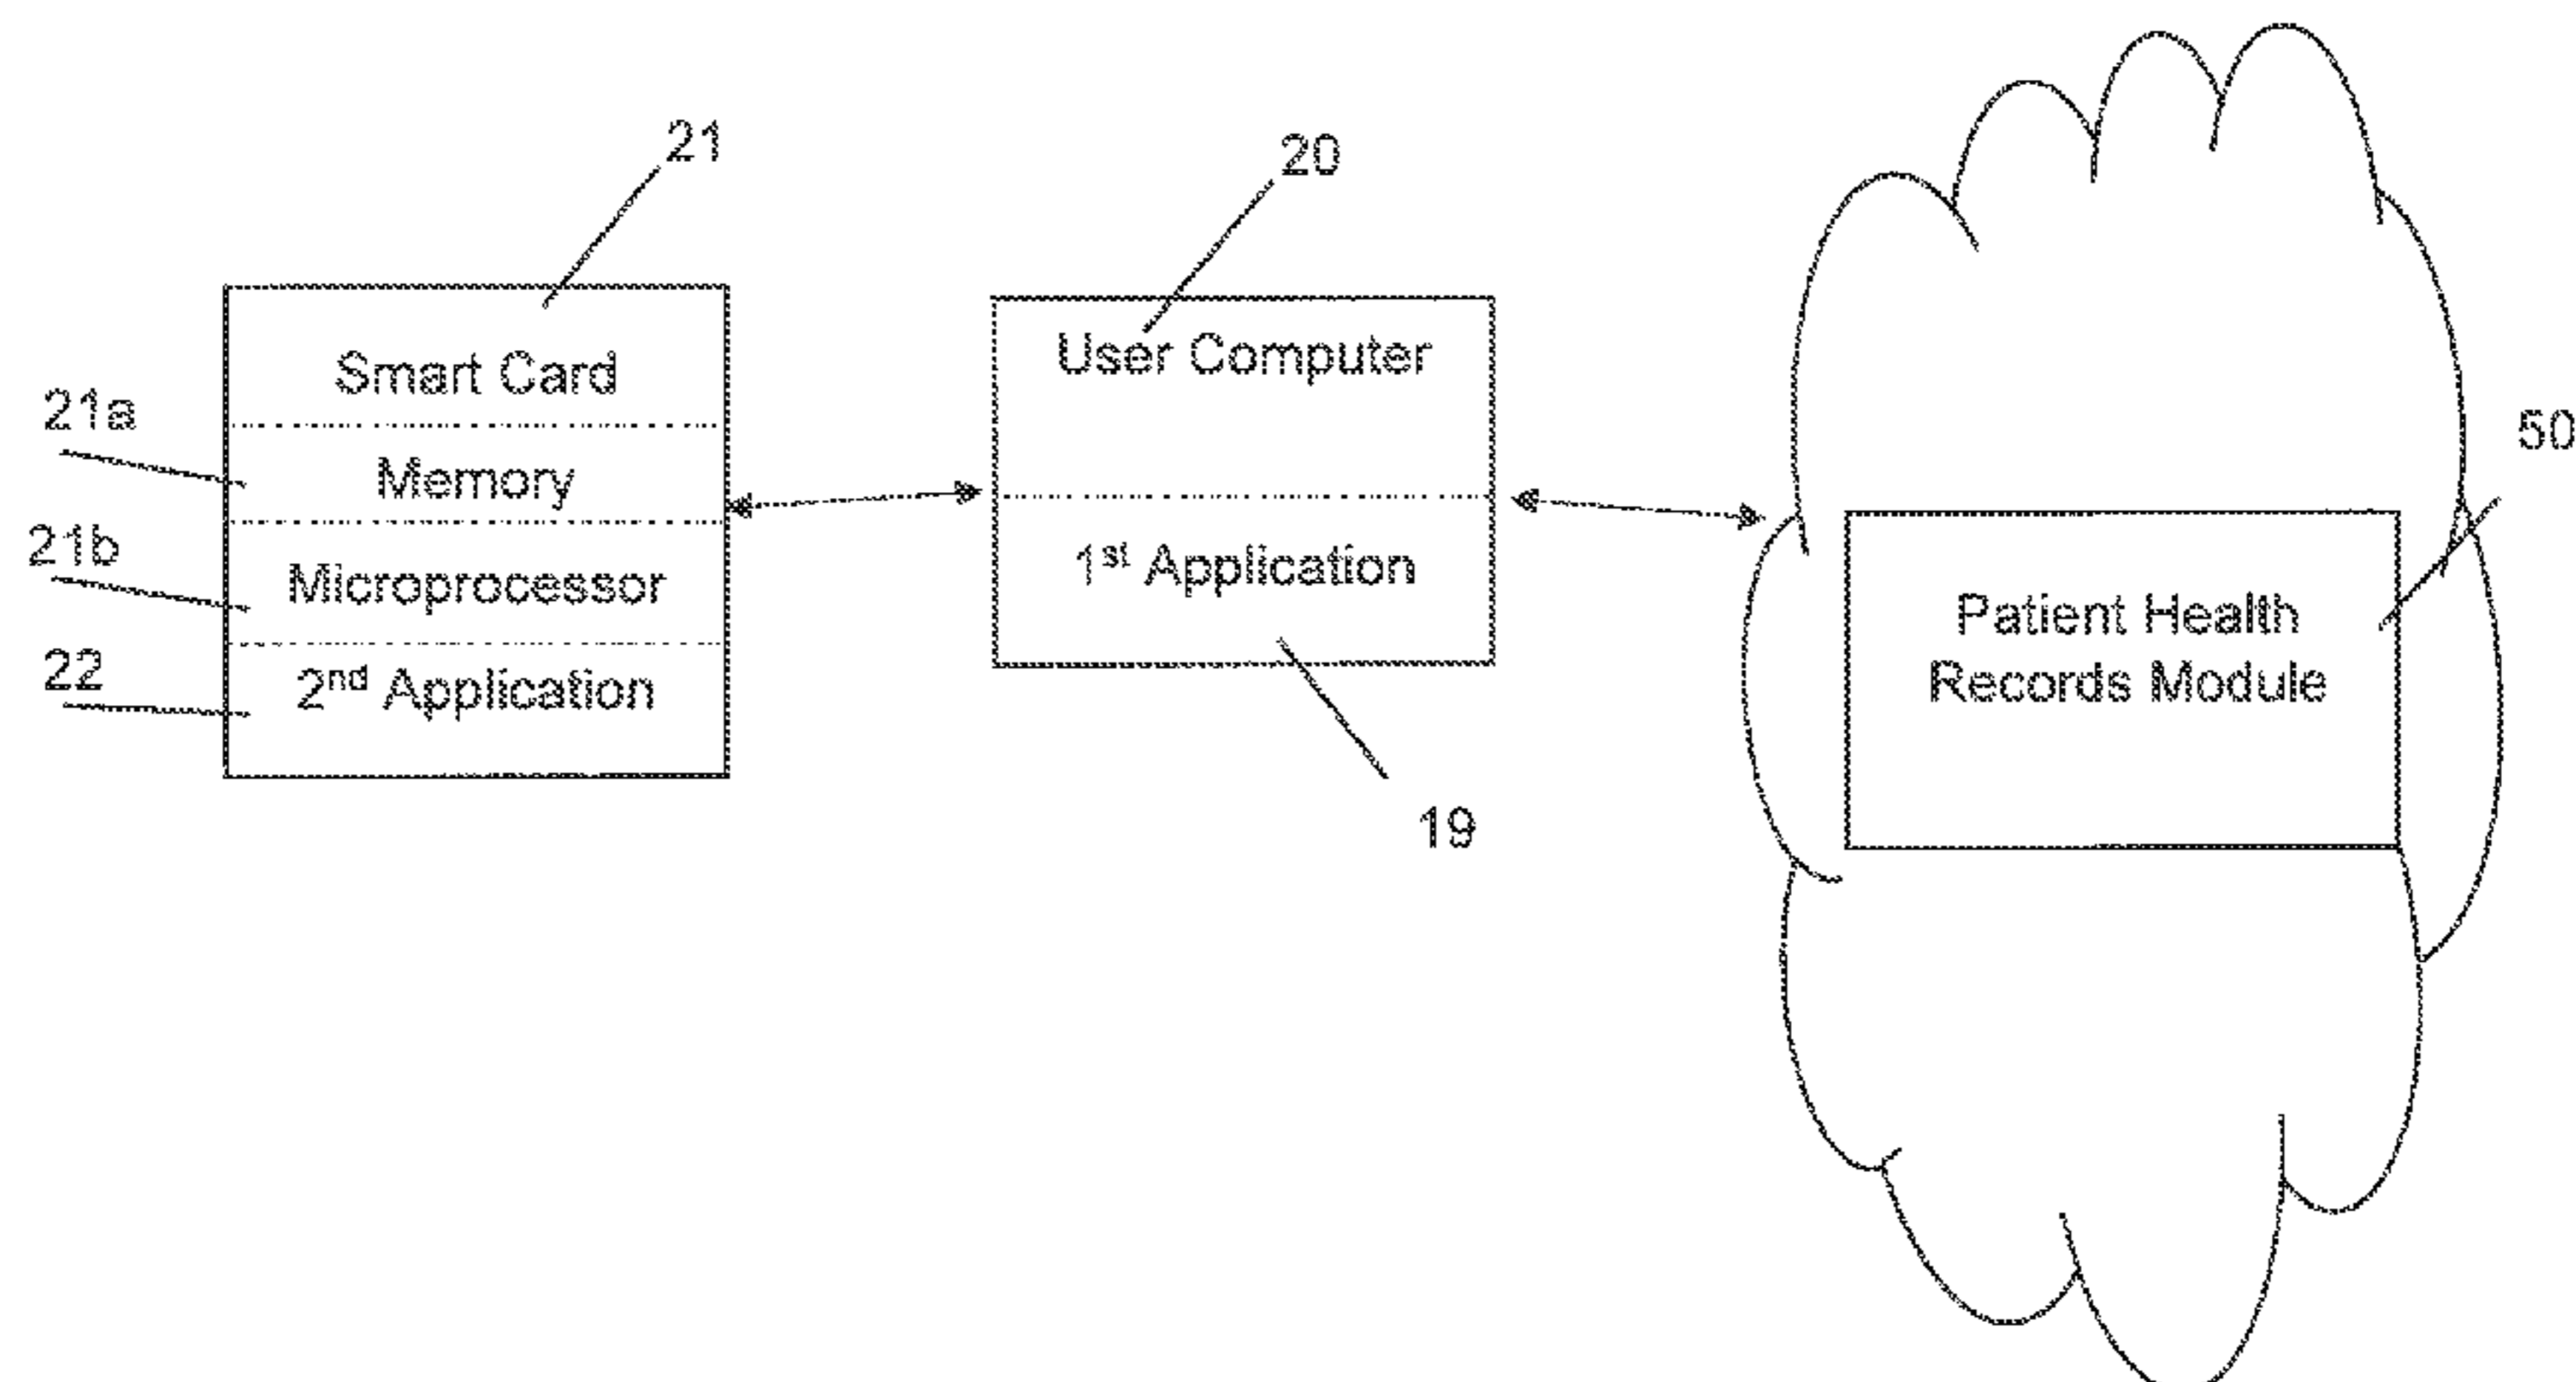 21
Smart Card
21a
Memory
21b
Microprocessor
22
2nd Application
20
User Computer
1st Application
19
50
Patient Health
Records Module